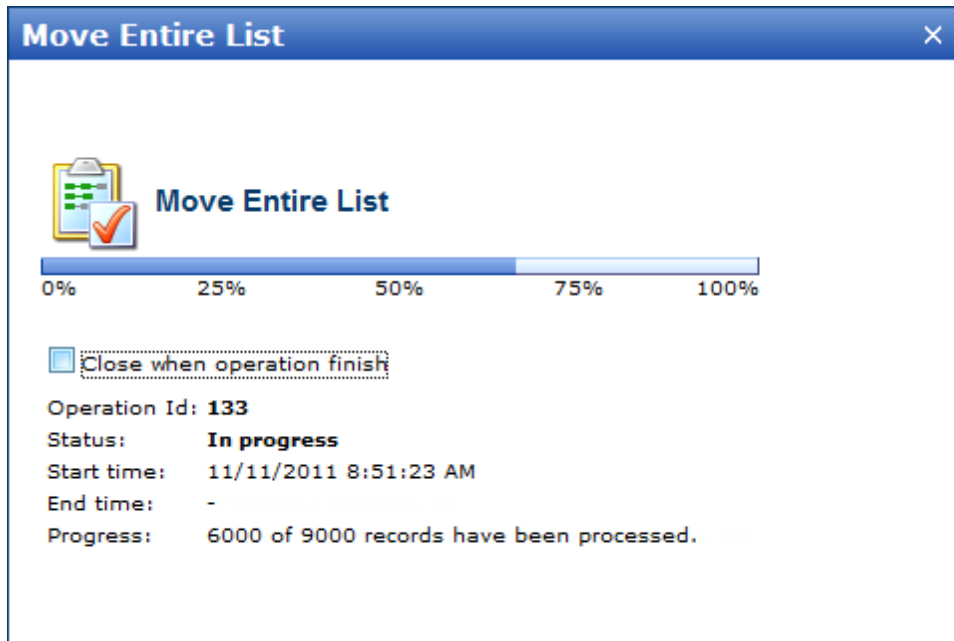 Move Entire List
Move Entire List
0% 25% 50% 75% 100%
Close when operation finish
Operation Id: 133
Status: In progress
Start time: 11/11/2011 8:51:23 AM
End time: -
Progress: 6000 of 9000 records have been processed.